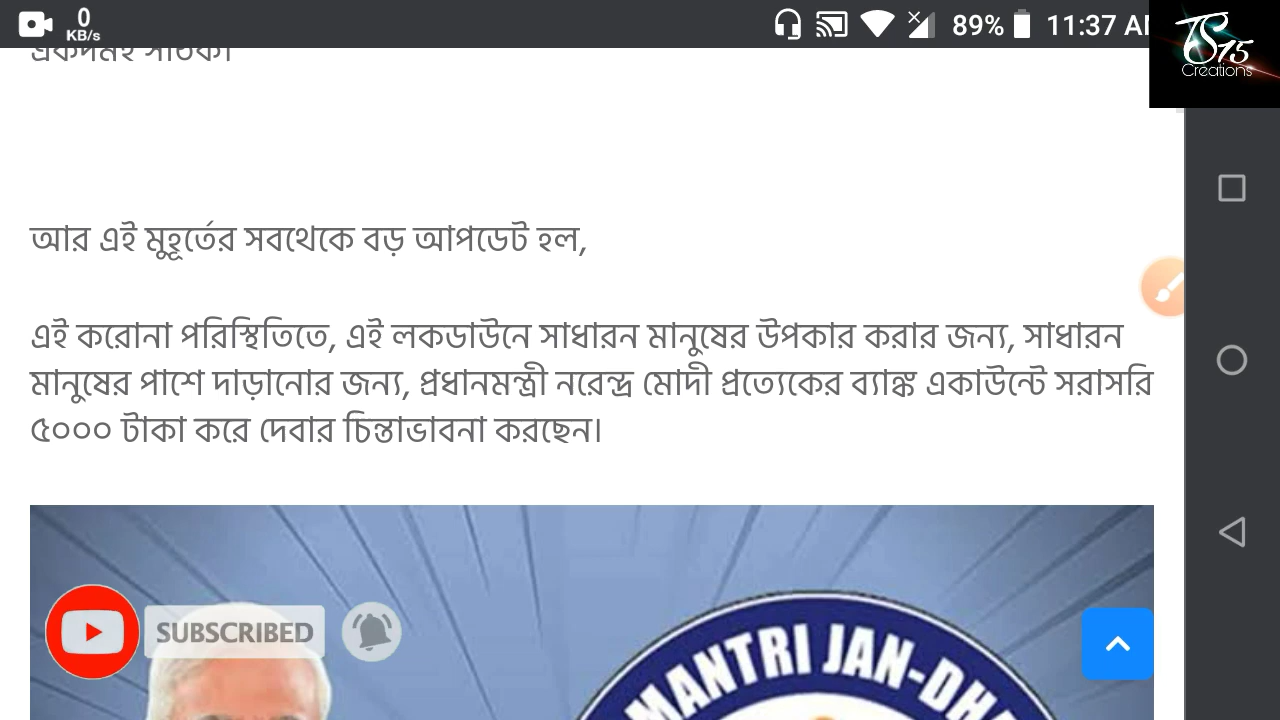 0
KB/s
89%
11:37 AM
TS15
Creations
আর এই মুহূর্তের সবথেকে বড় আপডেট হল,
এই করোনা পরিস্থিতিতে, এই লকডাউনে সাধারন মানুষের উপকার করার জন্য, সাধারন
মানুষের পাশে দাড়ানোর জন্য, প্রধানমন্ত্রী নরেন্দ্র মোদী প্রত্যেকের ব্যাঙ্ক একাউন্টে সরাসরি
৫০০০ টাকা করে দেবার চিন্তাভাবনা করছেন।
MANTRI JAN-DHA
SUBSCRIBED